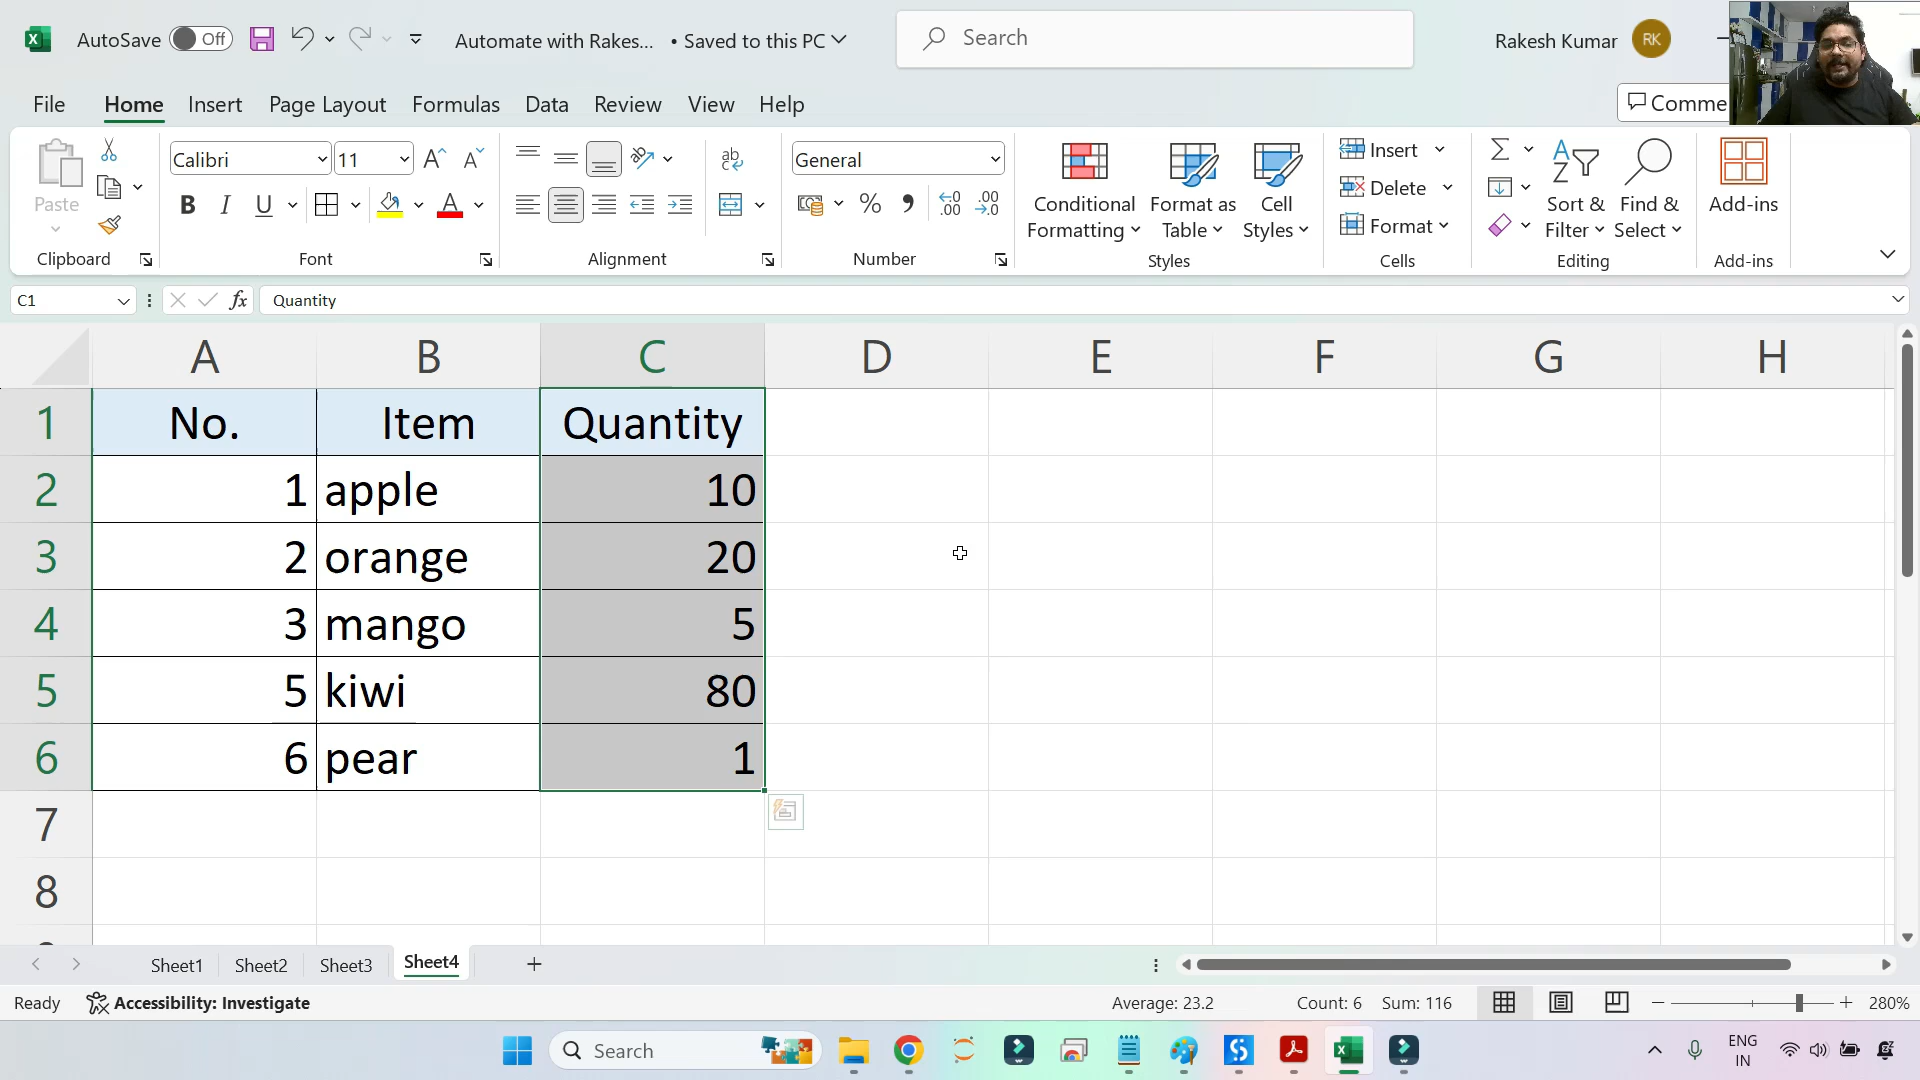 AutoSave Off Automate with Rakes... • Saved to this PC Search Rakesh Kumar RK
File Home Insert Page Layout Formulas Data Review View Help Comme
Paste Calibri 11 General Conditional Formatting Format as Table Cell Styles Insert Delete Format Sort & Filter Find & Select Add-ins
Clipboard Font Alignment Number Styles Cells Editing Add-ins
C1 fx Quantity
A B C D E F G H
1 No. Item Quantity
2 1 apple 10
3 2 orange 20
4 3 mango 5
5 5 kiwi 80
6 6 pear 1
7
8
Sheet1 Sheet2 Sheet3 Sheet4
Ready Accessibility: Investigate Average: 23.2 Count: 6 Sum: 116 280%
Search ENG
IN